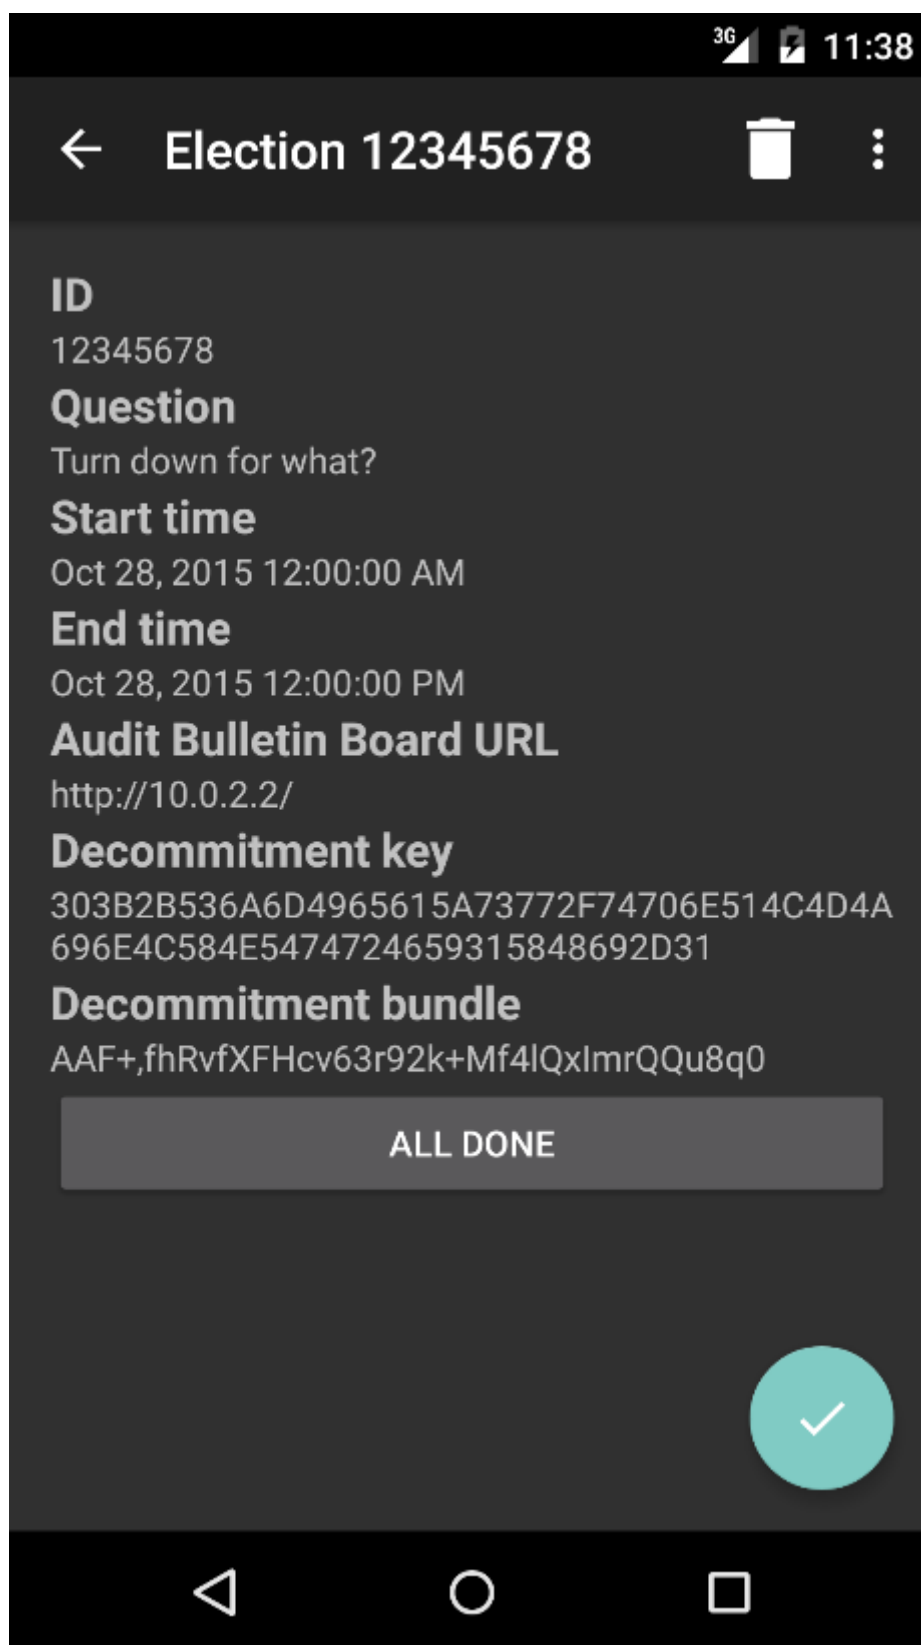 3G 11:38
Election 12345678
ID
12345678
Question
Turn down for what?
Start time
Oct 28, 2015 12:00:00 AM
End time
Oct 28, 2015 12:00:00 PM
Audit Bulletin Board URL
http://10.0.2.2/
Decommitment key
303B2B536A6D4965615A73772F74706E514C4D4A
696E4C584E54747246593158486​92D31
Decommitment bundle
AAF+,fhRvfXFHcv63r92k+Mf4lQxImrQQu8q0
ALL DONE